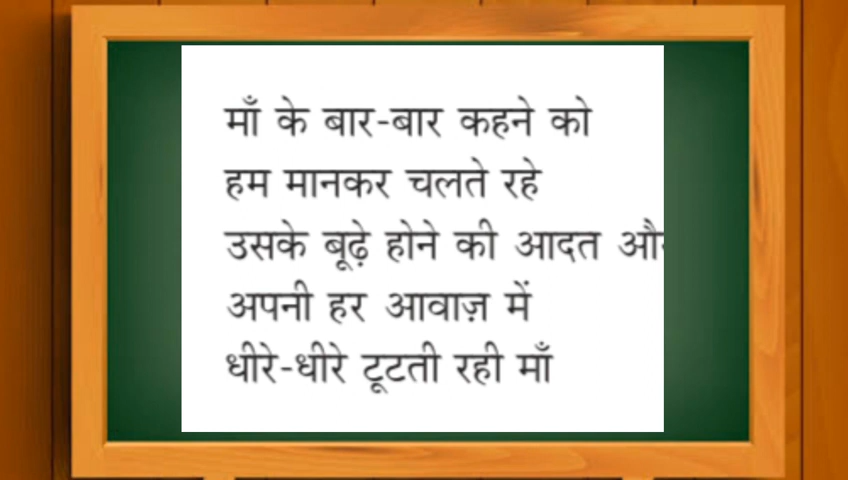 माँ के बार-बार कहने को
हम मानकर चलते रहे
उसके बूढ़े होने की आदत
अपनी हर आवाज़ में
धीरे-धीरे टूटती रही माँ